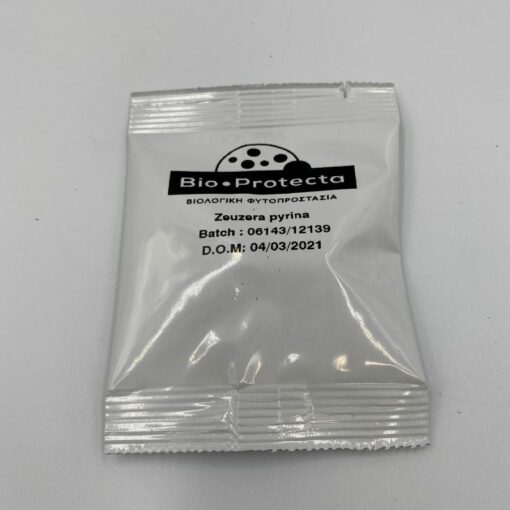 Bio•Protecta
ΒΙΟΛΟΓΙΚΗ ΦΥΤΟΠΡΟΣΤΑΣΙΑ
Zeuzera pyrina
Batch : 06143/12139
D.O.M: 04/03/2021